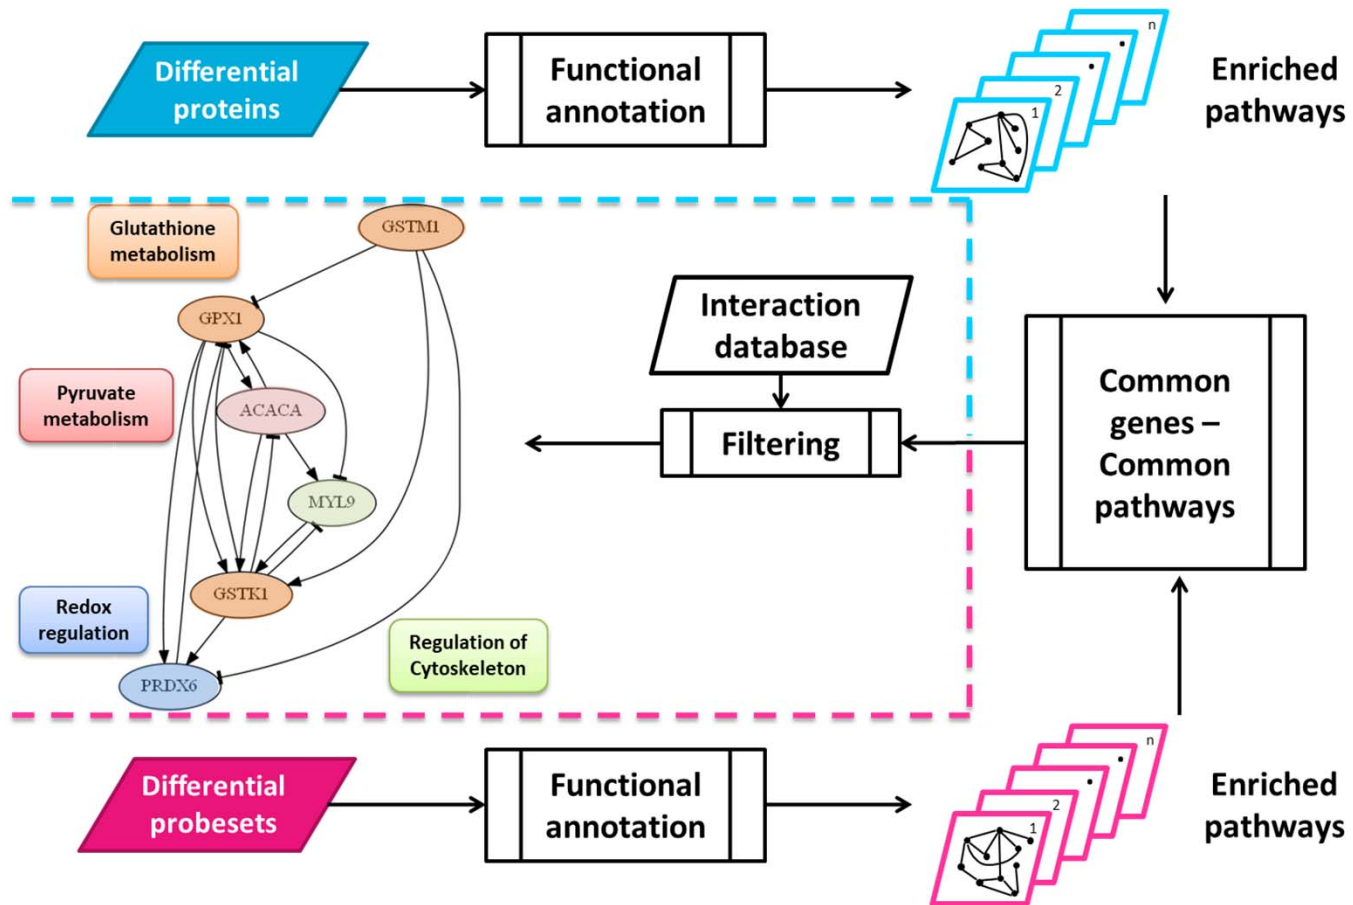 Differential
proteins
Functional
annotation
n
2
1
Enriched
pathways
Glutathione
metabolism
GSTM1
GPX1
Pyruvate
metabolism
ACACA
MYL9
GSTK1
Redox
regulation
PRDX6
Regulation of
Cytoskeleton
Interaction
database
Filtering
Common
genes –
Common
pathways
Differential
probesets
Functional
annotation
n
2
1
Enriched
pathways